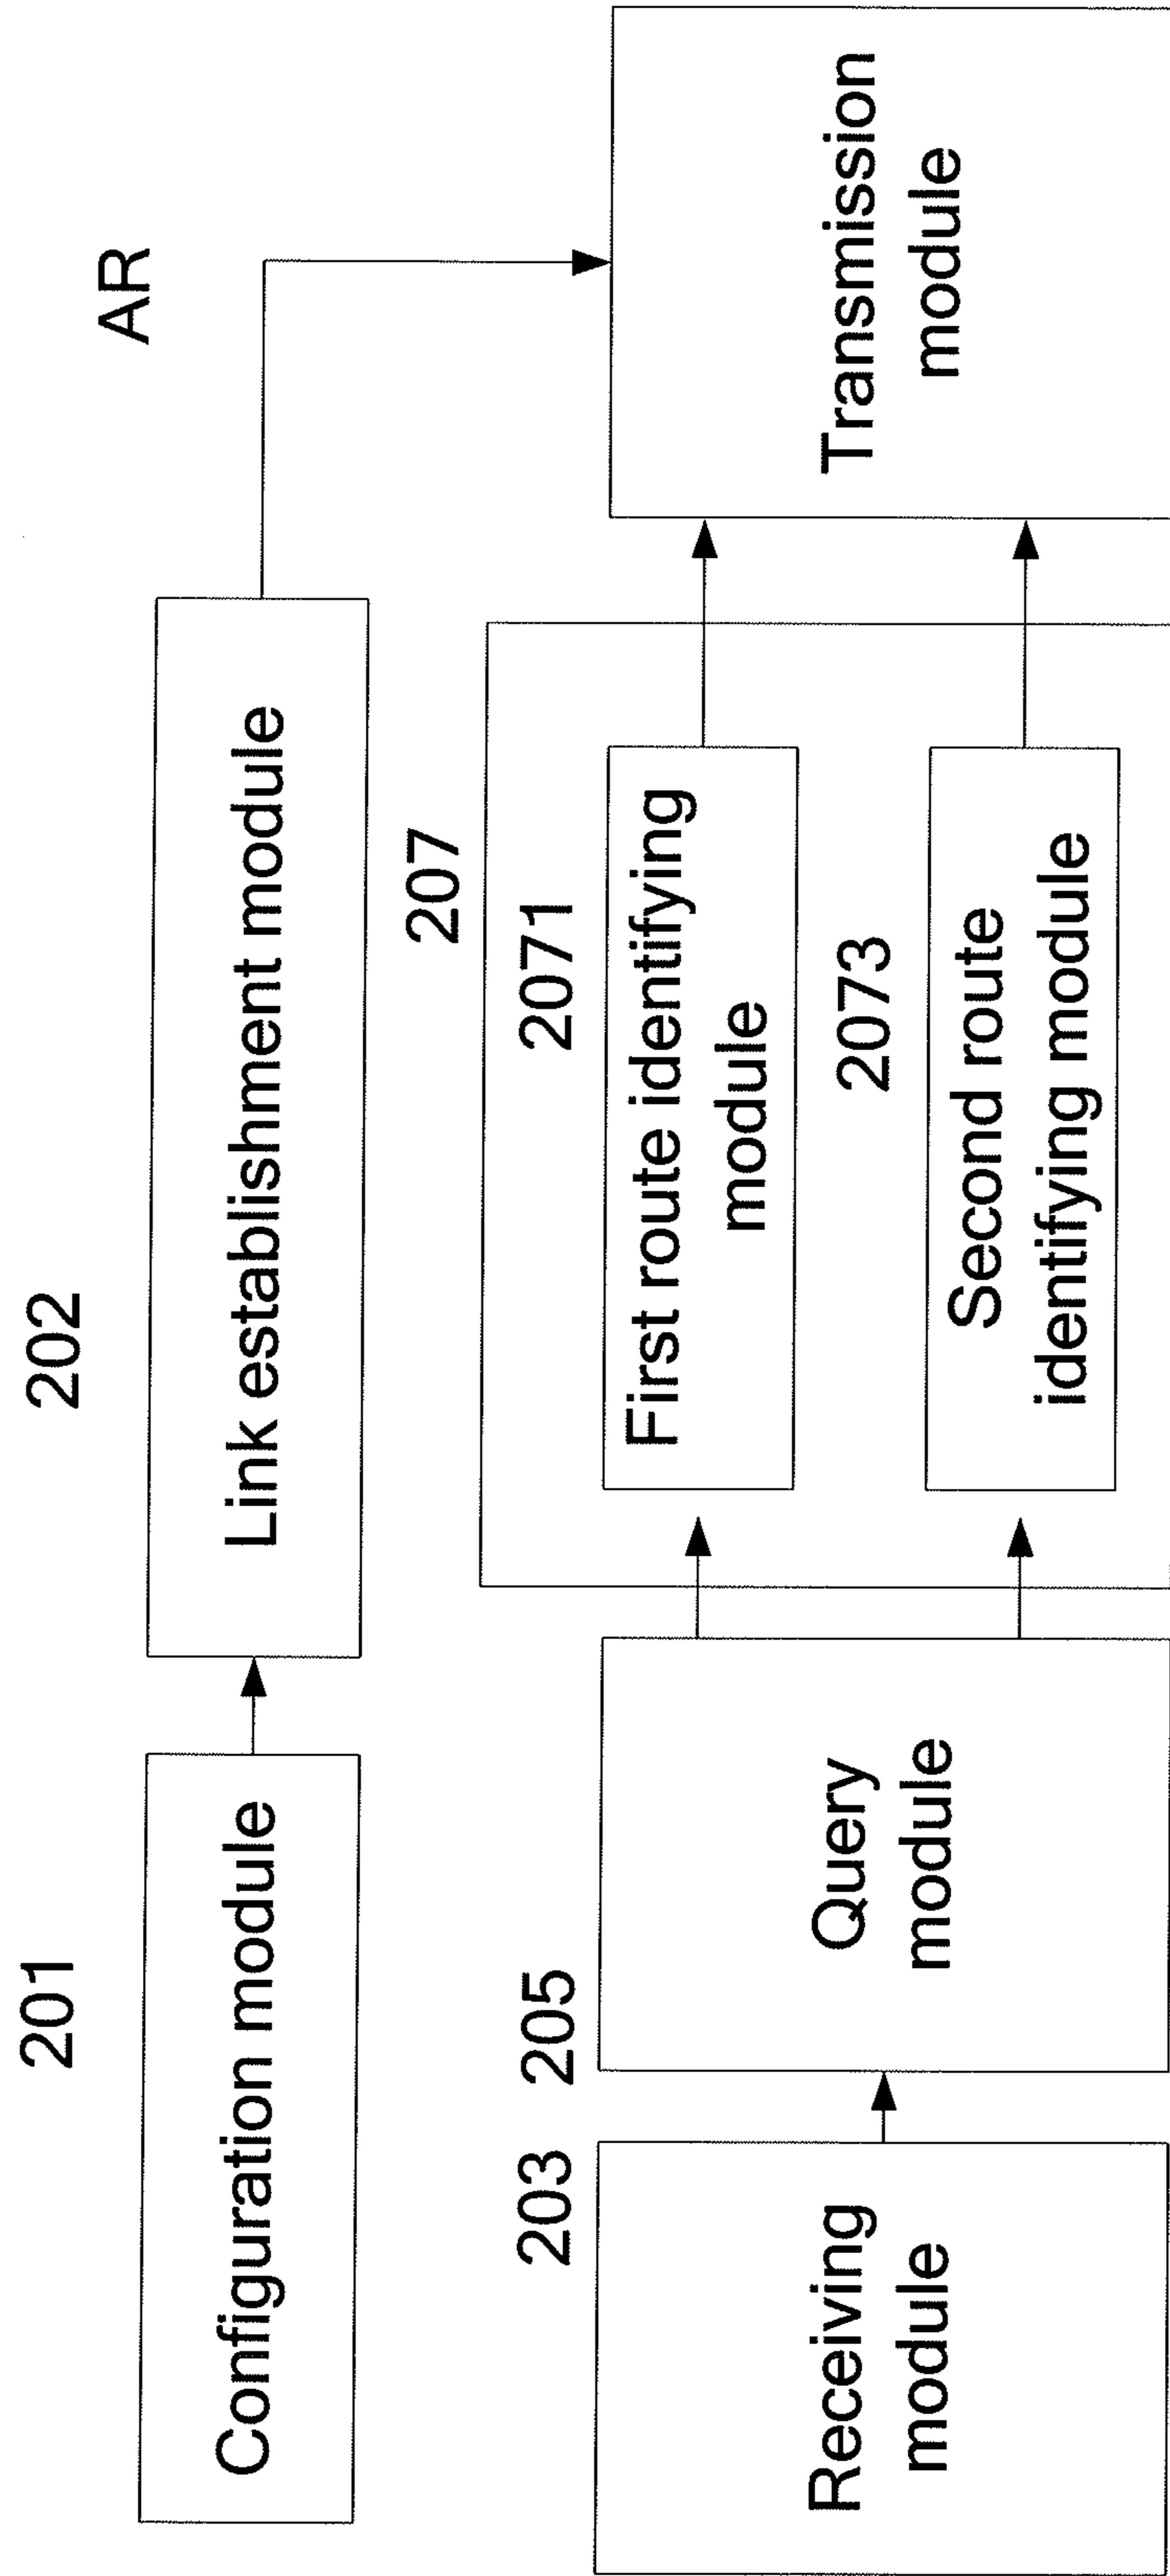 AR
201
202
Configuration module
Link establishment module
207
203
205
2071
Receiving
module
Query
module
First route identifying
module
2073
Second route
identifying module
Transmission
module